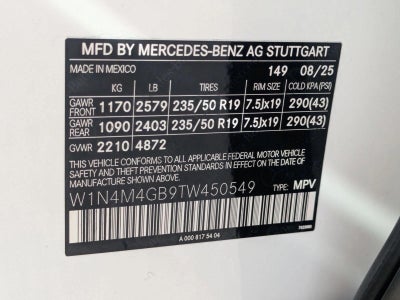 MFD BY MERCEDES-BENZ AG STUTTGART
MADE IN MEXICO 149 08/25
KG LB TIRES RIM SIZE COLD KPA(PSI)
GAWR FRONT 1170 2579 235/50 R19 7.5Jx19 290(43)
GAWR REAR 1090 2403 235/50 R19 7.5Jx19 290(43)
GVWR 2210 4872
THIS VEHICLE CONFORMS TO ALL APPLICABLE FEDERAL MOTOR VEHICLE
SAFETY AND THEFT PREVENTION STANDARDS IN EFFECT ON THE DATE OF
MANUFACTURE SHOWN ABOVE.
W1N4M4GB9TW450549 TYPE: MPV
A 000 817 54 04